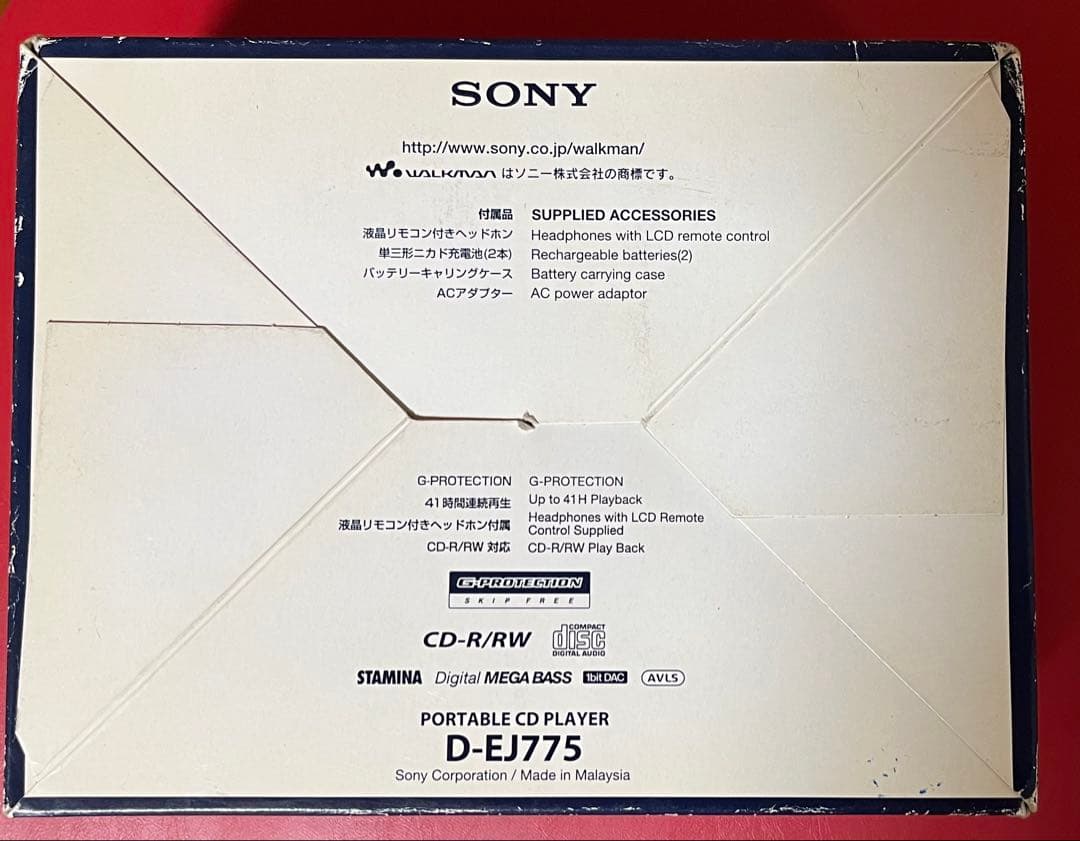 SONY
http://www.sony.co.jp/walkman/
WALKMAN はソニー株式会社の商標です。
付属品 SUPPLIED ACCESSORIES
液晶リモコン付きヘッドホン Headphones with LCD remote control
単三形ニカド充電池(2本) Rechargeable batteries(2)
バッテリーキャリングケース Battery carrying case
ACアダプター AC power adaptor
G-PROTECTION G-PROTECTION
41時間連続再生 Up to 41H Playback
液晶リモコン付きヘッドホン付属 Headphones with LCD Remote
Control Supplied
CD-R/RW 対応 CD-R/RW Play Back
G-PROTECTION
SKIP FREE
CD-R/RW COMPACT disc DIGITAL AUDIO
STAMINA Digital MEGA BASS 1bit DAC AVLS
PORTABLE CD PLAYER
D-EJ775
Sony Corporation / Made in Malaysia